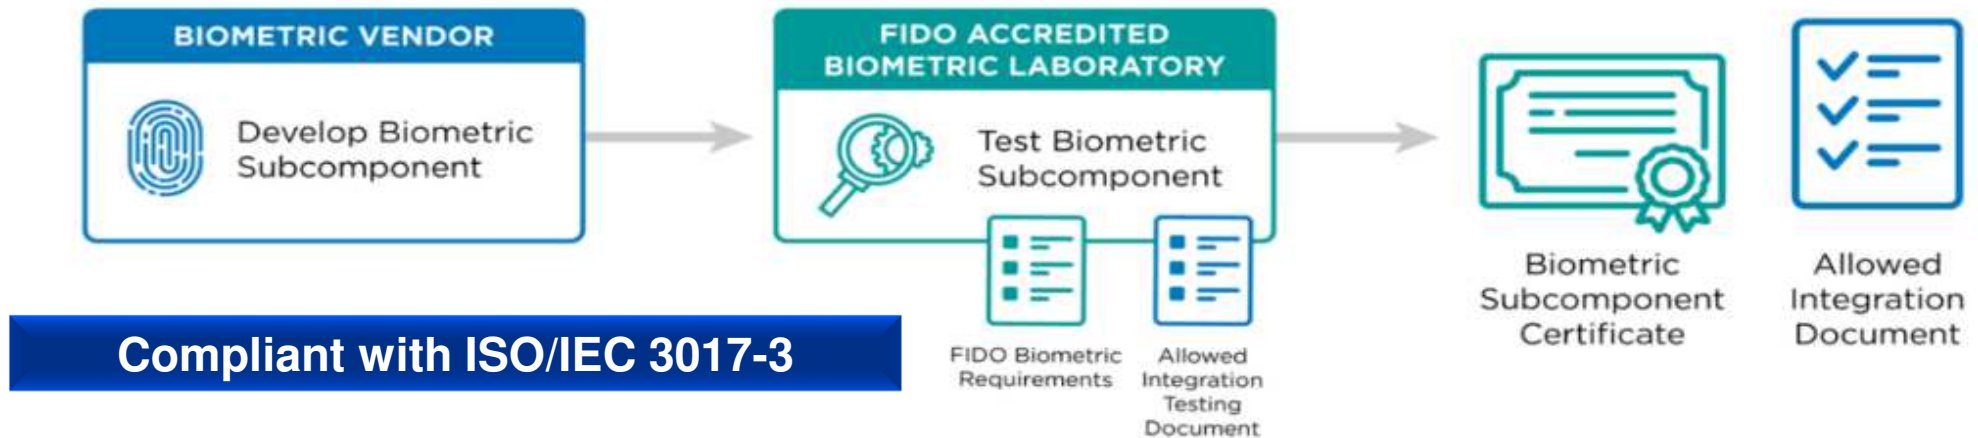 BIOMETRIC VENDOR
Develop Biometric
Subcomponent
FIDO ACCREDITED
BIOMETRIC LABORATORY
Test Biometric
Subcomponent
FIDO Biometric
Requirements
Allowed
Integration
Testing
Document
Biometric
Subcomponent
Certificate
Allowed
Integration
Document
Compliant with ISO/IEC 3017-3